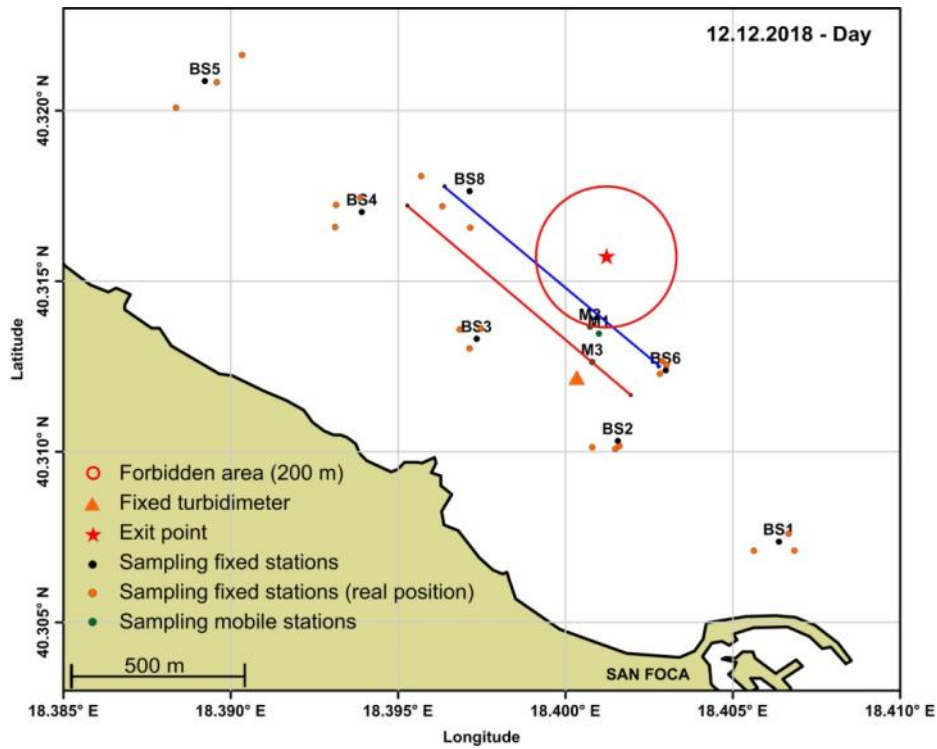 12.12.2018 - Day
BS5
BS8
BS4
M2
M1
BS3
M3
BS6
BS2
BS1
Forbidden area (200 m)
Fixed turbidimeter
Exit point
Sampling fixed stations
Sampling fixed stations (real position)
Sampling mobile stations
500 m
SAN FOCA
40.320° N
40.315° N
40.310° N
40.305° N
Latitude
18.385° E
18.390° E
18.395° E
18.400° E
18.405° E
18.410° E
Longitude